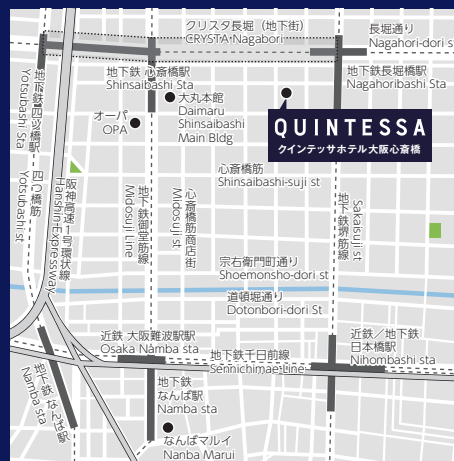 クリスタ長堀（地下街）
CRYSTA Nagabori
長堀通り
Nagahori-dori st
地下鉄 心斎橋駅
Shinsaibashi Sta
地下鉄長堀橋駅
Nagahoribashi Sta
地下鉄四ツ橋駅
Yotsubashi Sta
大丸本館
Daimaru
Shinsaibashi
Main Bldg
オーパ
OPA
QUINTESSA
クインテッサホテル大阪心斎橋
心斎橋筋
Shinsaibashi-suji st
四つ橋筋
Yotsubashi st
阪神高速1号環状線
Hanshin Expressway
地下鉄御堂筋線
Midosuji Line
心斎橋筋商店街
Midosuji st
地下鉄堺筋線
Sakaisuji st
宗右衛門町通り
Shoemonsho-dori st
道頓堀通り
Dotonbori-dori St
近鉄 大阪難波駅駅
Osaka Namba sta
地下鉄千日前線
Sennichimae Line
近鉄／地下鉄
日本橋駅
Nihombashi sta
地下鉄 なんば駅
Namba sta
地下鉄
なんば駅
Namba sta
なんばマルイ
Nanba Marui